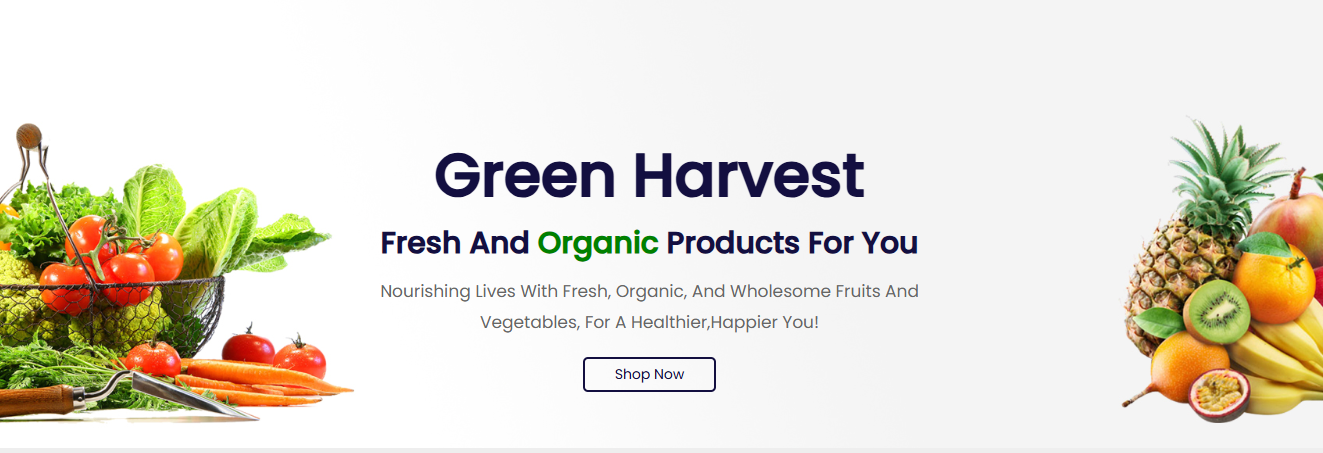 Green Harvest
Fresh And Organic Products For You
Nourishing Lives With Fresh, Organic, And Wholesome Fruits And
Vegetables, For A Healthier,Happier You!
Shop Now